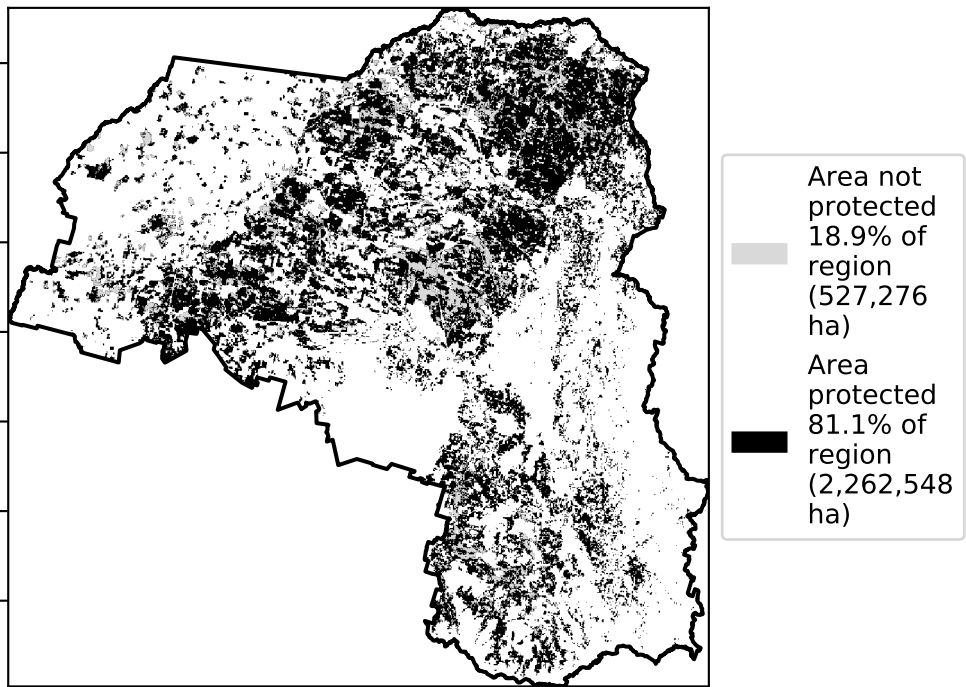 Area not
protected
18.9% of
region
(527,276
ha)
Area
protected
81.1% of
region
(2,262,548
ha)